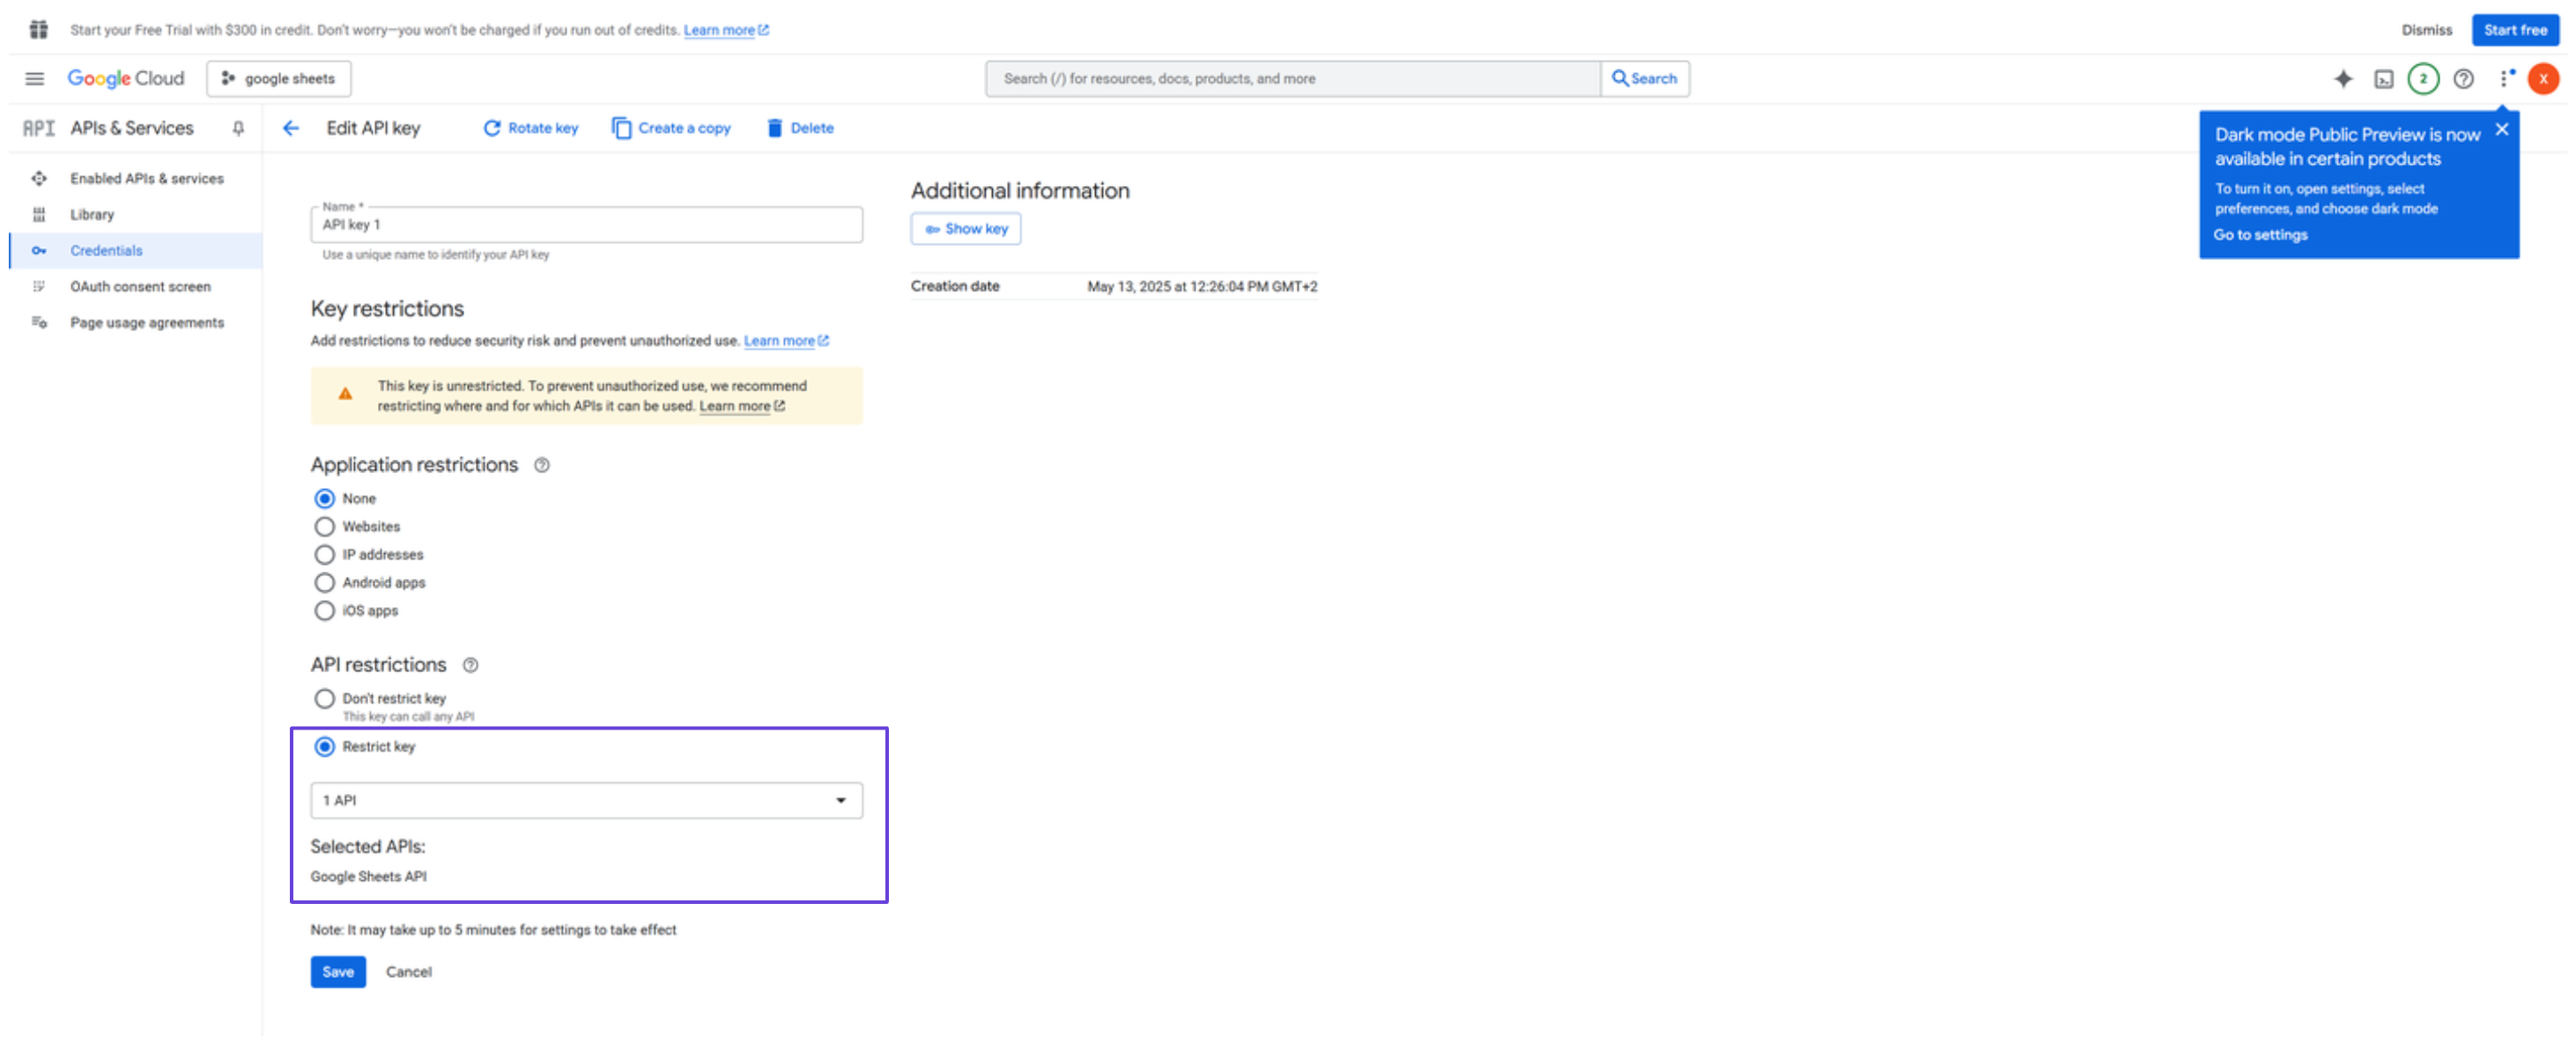 Start your Free Trial with $300 in credit. Don't worry—you won't be charged if you run out of credits. Learn more
Dismiss
Start free
Google Cloud
google sheets
Search (/) for resources, docs, products, and more
Search
2
X
API APIs & Services
Edit API key
Rotate key
Create a copy
Delete
Dark mode Public Preview is now
available in certain products
To turn it on, open settings, select
preferences, and choose dark mode
Go to settings
Enabled APIs & services
Library
Credentials
OAuth consent screen
Page usage agreements
Name *
API key 1
Use a unique name to identify your API key
Key restrictions
Add restrictions to reduce security risk and prevent unauthorized use. Learn more
This key is unrestricted. To prevent unauthorized use, we recommend
restricting where and for which APIs it can be used. Learn more
Application restrictions
None
Websites
IP addresses
Android apps
iOS apps
API restrictions
Don't restrict key
This key can call any API
Restrict key
1 API
Selected APIs:
Google Sheets API
Note: It may take up to 5 minutes for settings to take effect
Save
Cancel
Additional information
Show key
Creation date
May 13, 2025 at 12:26:04 PM GMT+2